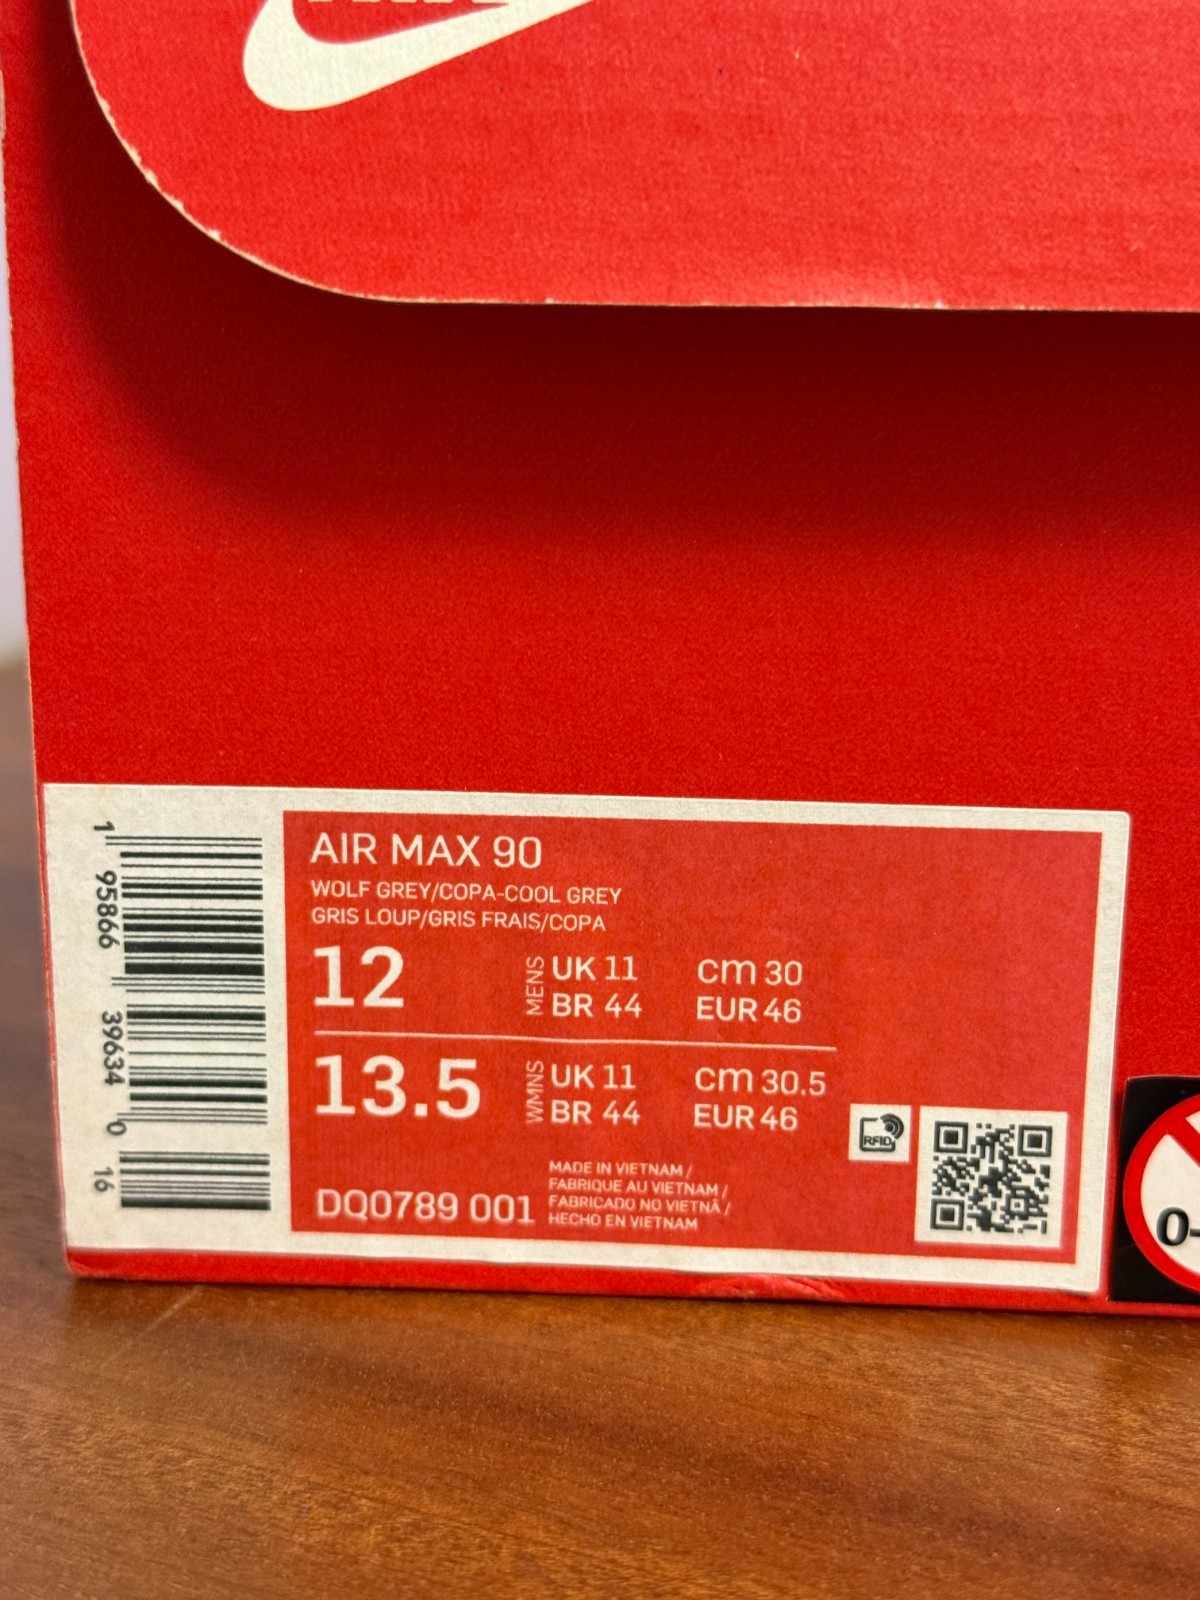 AIR MAX 90
WOLF GREY/COPA-COOL GREY
GRIS LOUP/GRIS FRAIS/COPA
12 MENS UK 11 cm 30
BR 44 EUR 46
13.5 WMNS UK 11 cm 30.5
BR 44 EUR 46
DQ0789 001
MADE IN VIETNAM /
FABRIQUE AU VIETNAM /
FABRICADO NO VIETNÃ /
HECHO EN VIETNAM
RFID
1 95866 39634 0 16
0-